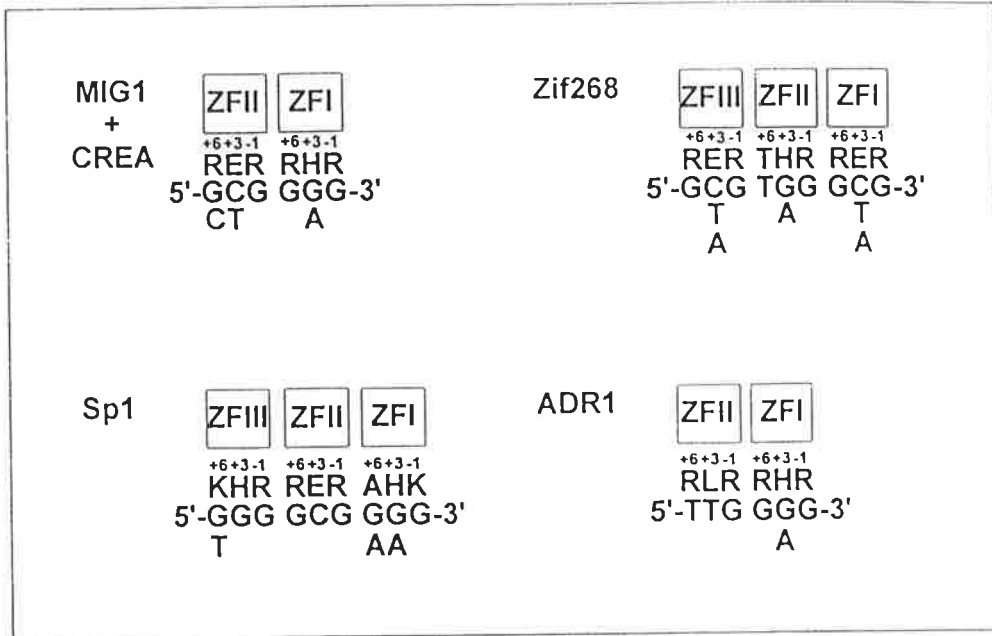 MIG1
+
CREA
ZFII ZFI
+6+3-1 +6+3-1
RER RHR
5'-GCG GGG-3'
CT A
Zif268
ZFIII ZFII ZFI
+6+3-1 +6+3-1 +6+3-1
RER THR RER
5'-GCG TGG GCG-3'
T A T
A A
Sp1
ZFIII ZFII ZFI
+6+3-1 +6+3-1 +6+3-1
KHR RER AHK
5'-GGG GCG GGG-3'
T AA
ADR1
ZFII ZFI
+6+3-1 +6+3-1
RLR RHR
5'-TTG GGG-3'
A